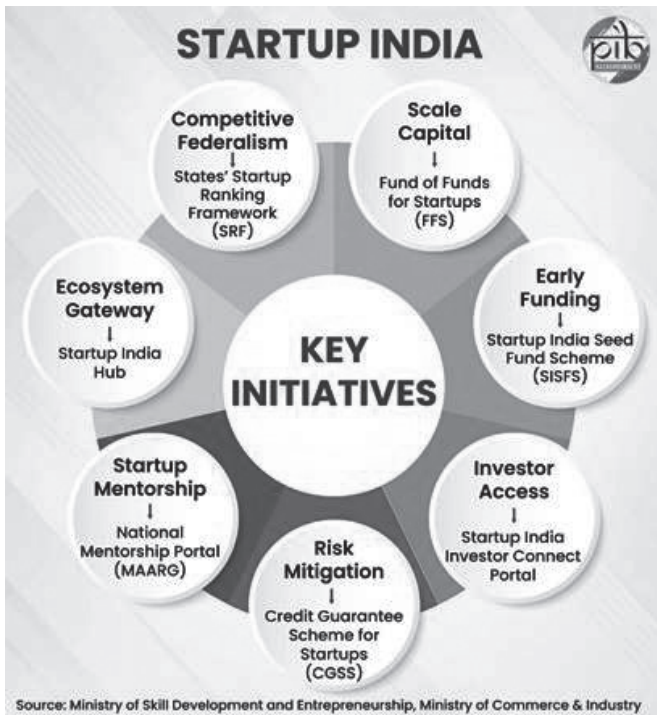 STARTUP INDIA
pib
Competitive
Federalism
↓
States' Startup
Ranking
Framework
(SRF)
Scale
Capital
↓
Fund of Funds
for Startups
(FFS)
Early
Funding
↓
Startup India Seed
Fund Scheme
(SISFS)
Investor
Access
↓
Startup India
Investor Connect
Portal
Risk
Mitigation
↓
Credit Guarantee
Scheme for
Startups
(CGSS)
Startup
Mentorship
↓
National
Mentorship Portal
(MAARG)
Ecosystem
Gateway
↓
Startup India
Hub
KEY
INITIATIVES
Source: Ministry of Skill Development and Entrepreneurship, Ministry of Commerce & Industry